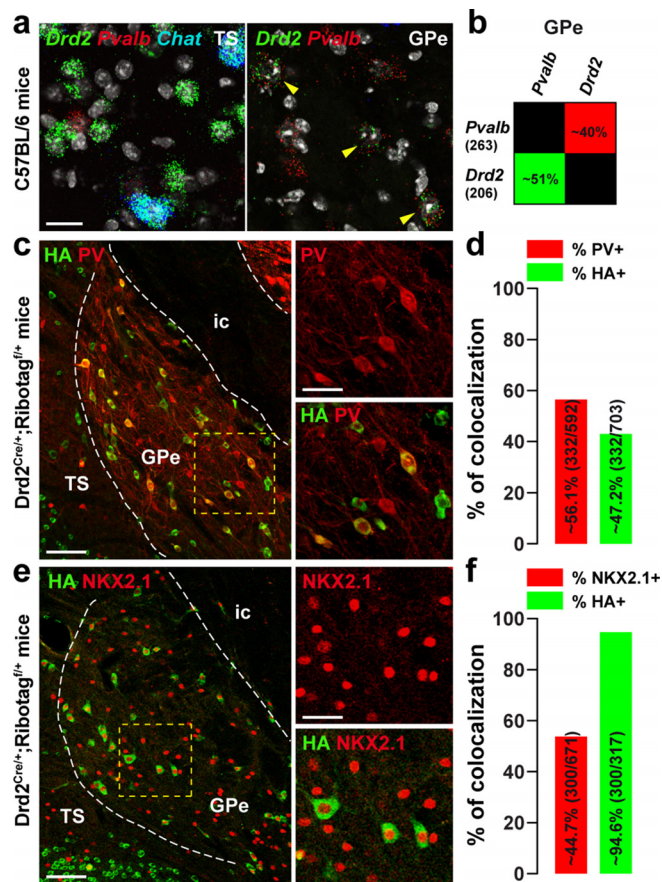 a
Drd2 Pvalb Chat TS
Drd2 Pvalb GPe
C57BL/6 mice
b
GPe
Pvalb
Drd2
Pvalb
(263)
~40%
Drd2
(206)
~51%
c
HA PV
ic
GPe
TS
Drd2Cre/+;Ribotagf/+ mice
PV
HA PV
d
% PV+
% HA+
% of colocalization
100
80
60
40
20
0
~56.1% (332/592)
~47.2% (332/703)
e
HA NKX2.1
ic
TS
GPe
Drd2Cre/+;Ribotagf/+ mice
NKX2.1
HA NKX2.1
f
% NKX2.1+
% HA+
% of colocalization
100
80
60
40
20
0
~44.7% (300/671)
~94.6% (300/317)